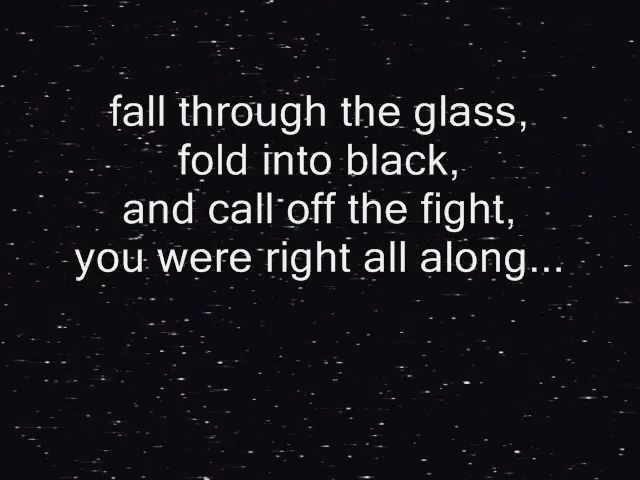 fall through the glass,
fold into black,
and call off the fight,
you were right all along...